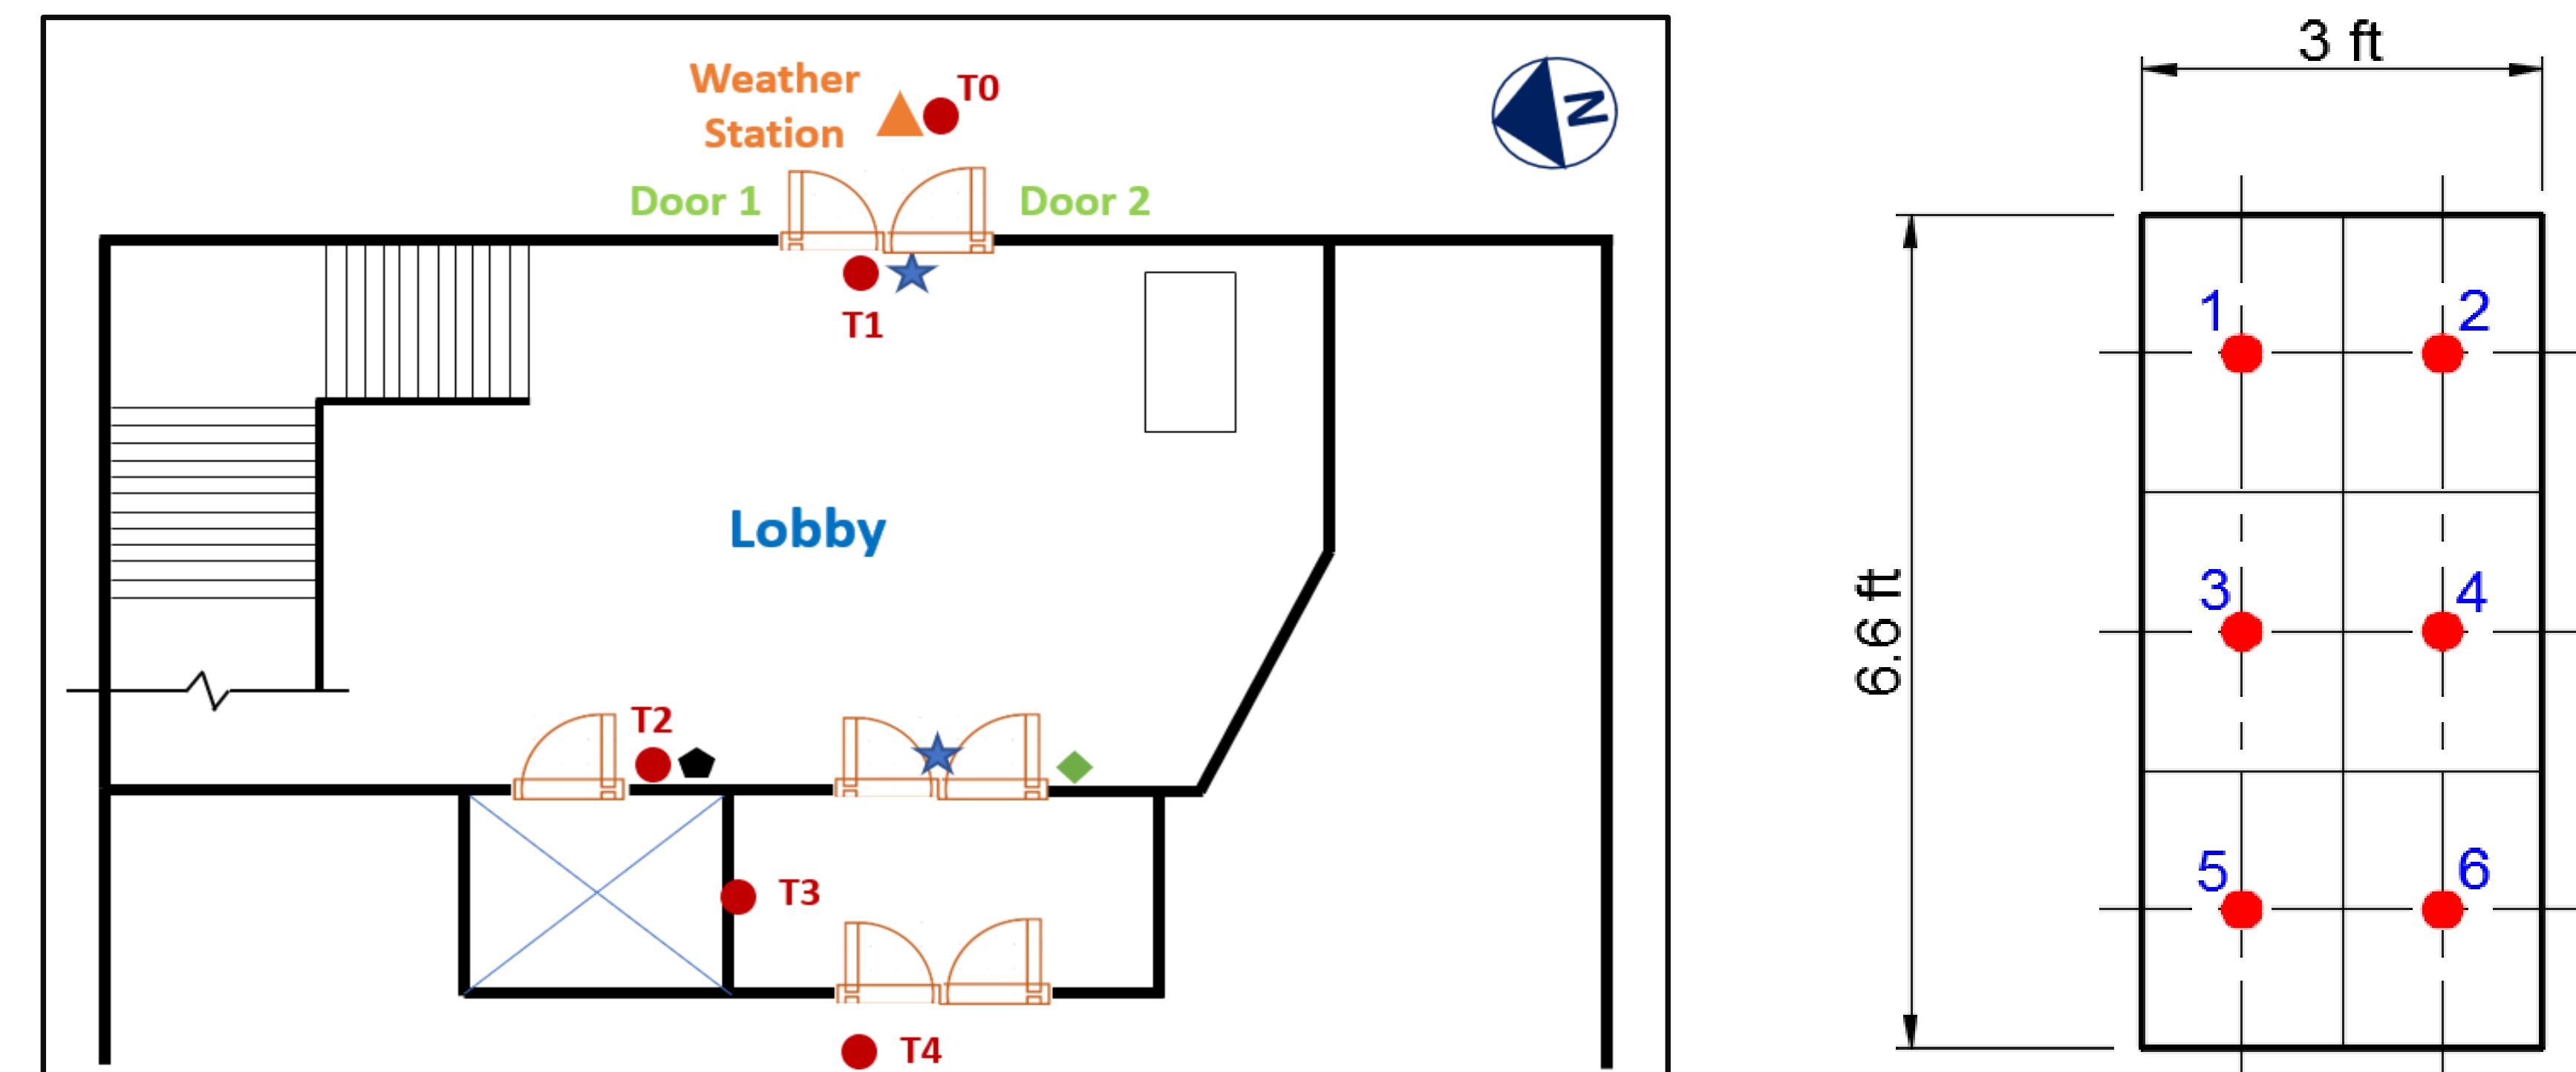 Weather
Station
T0
N
Door 1
Door 2
T1
Lobby
T2
T3
T4
3 ft
6.6 ft
1
2
3
4
5
6